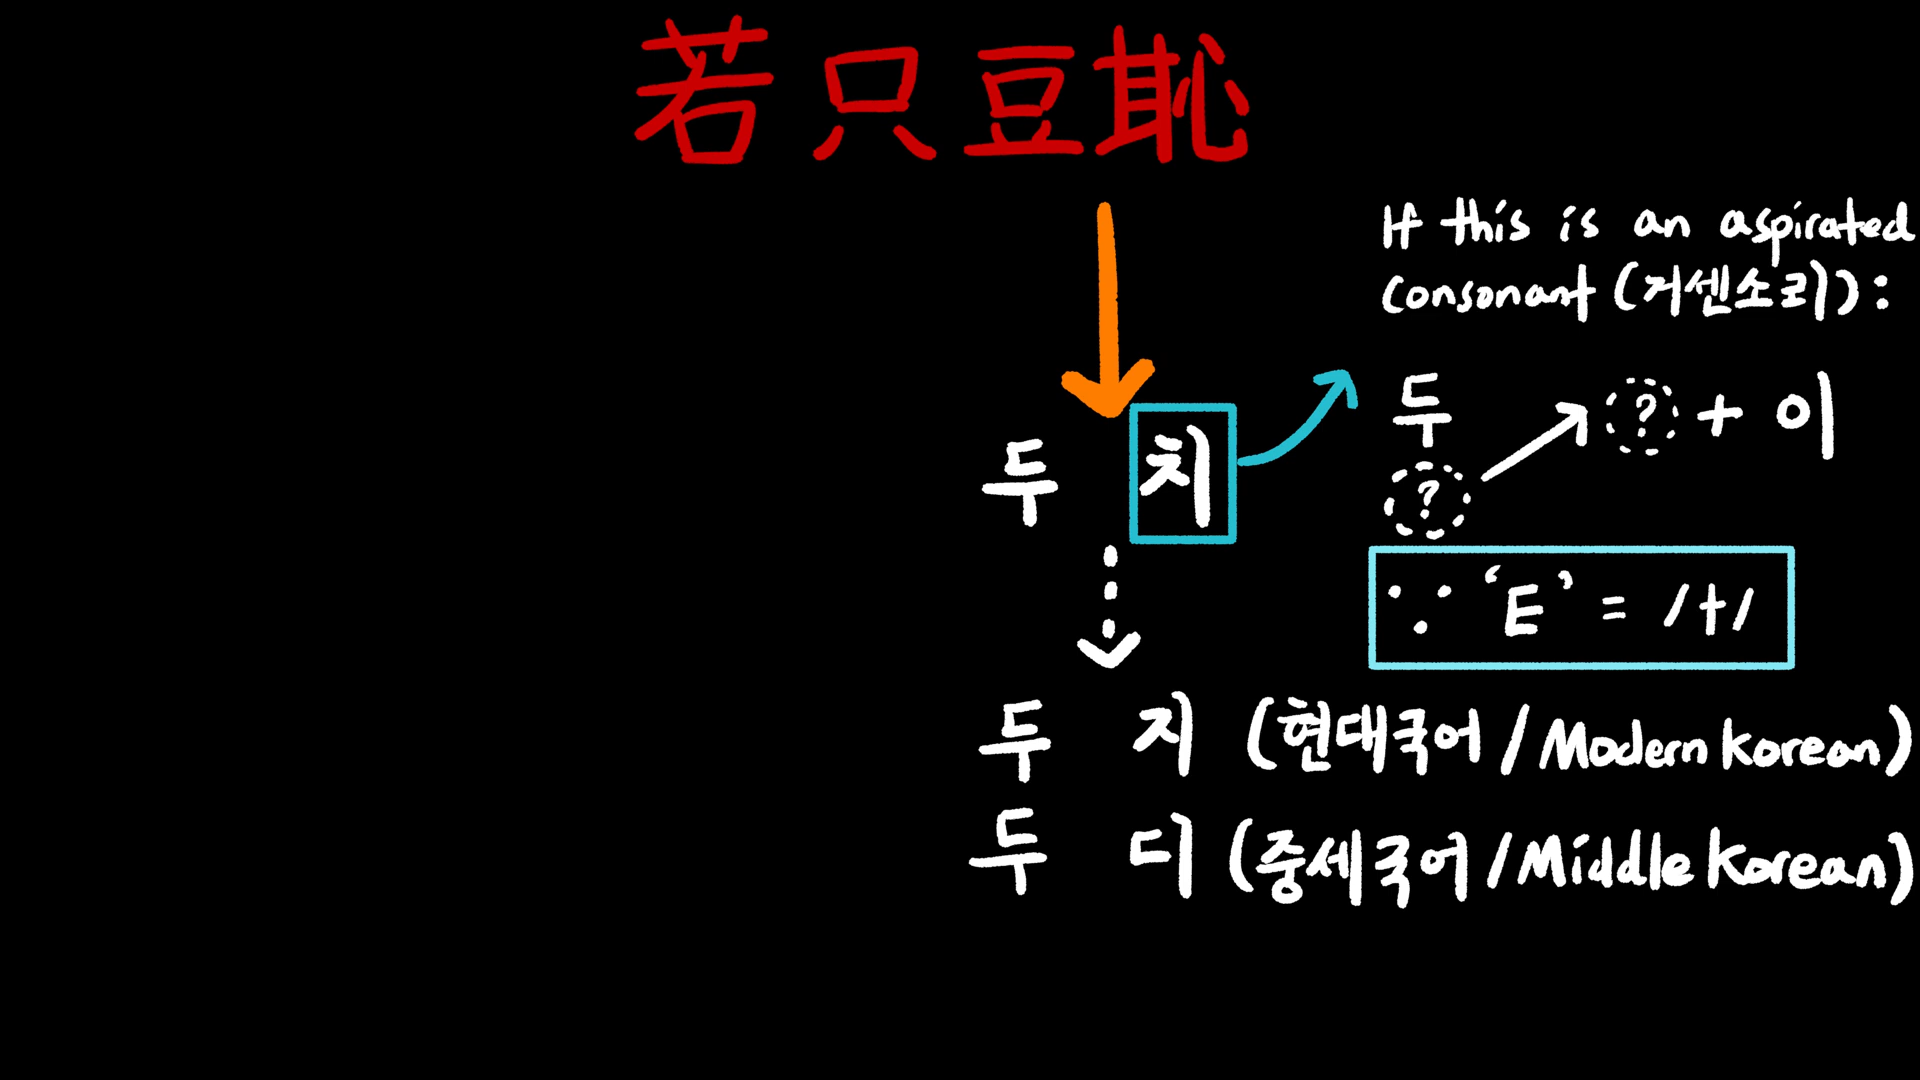 若只豆恥
If this is an aspirated
consonant (거센소리):
두 ? + 이
?
두 치
∵ 'ㅌ' = /t/
두 지 (현대국어/Modern Korean)
두 디 (중세국어/Middle Korean)